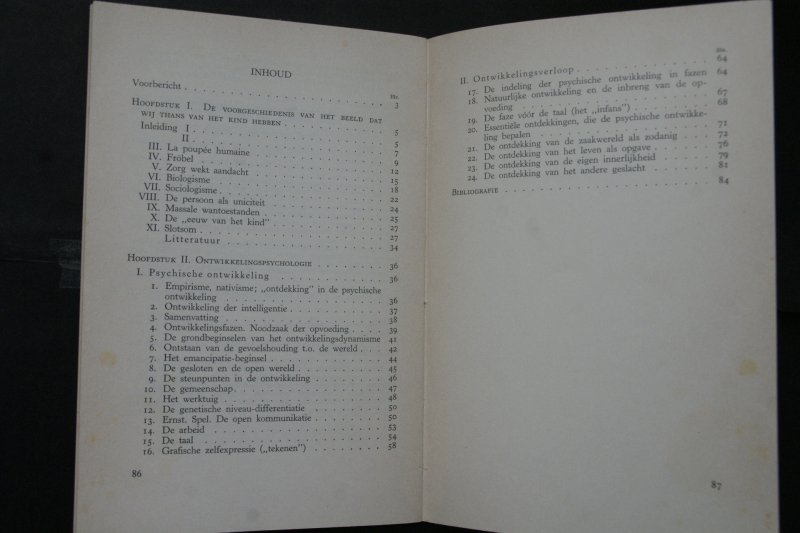 INHOUD
Blz.
Voorbericht . . . . . . . . . . 3
HOOFDSTUK I. DE VOORGESCHIEDENIS VAN HET BEELD DAT
WIJ THANS VAN HET KIND HEBBEN . . . . . . . . . . 5
Inleiding I . . . . . . . . . . 5
II . . . . . . . . . . 7
III. La poupée humaine . . . . . . . . . . 9
IV. Fröbel . . . . . . . . . . 12
V. Zorg wekt aandacht . . . . . . . . . . 15
VI. Biologisme . . . . . . . . . . 18
VII. Sociologisme . . . . . . . . . . 22
VIII. De persoon als uniciteit . . . . . . . . . . 24
IX. Massale wantoestanden . . . . . . . . . . 25
X. De „eeuw van het kind” . . . . . . . . . . 27
XI. Slotsom . . . . . . . . . . 27
Litteratuur . . . . . . . . . . 34
HOOFDSTUK II. ONTWIKKELINGSPSYCHOLOGIE . . . . . . . 36
I. Psychische ontwikkeling . . . . . . . . . . 36
1. Empirisme, nativisme; „ontdekking” in de psychische
ontwikkeling . . . . . . . . . . 36
2. Ontwikkeling der intelligentie . . . . . . . . . . 37
3. Samenvatting . . . . . . . . . . 38
4. Ontwikkelingsfazen. Noodzaak der opvoeding . . . 39
5. De grondbeginselen van het ontwikkelingsdynamisme 41
6. Ontstaan van de gevoelshouding t.o. de wereld . . . 42
7. Het emancipatie-beginsel . . . . . . . . . . 44
8. De gesloten en de open wereld . . . . . . . . . . 45
9. De steunpunten in de ontwikkeling . . . . . . . . 46
10. De gemeenschap . . . . . . . . . . 47
11. Het werktuig . . . . . . . . . . 48
12. De genetische niveau-differentiatie . . . . . . . . 50
13. Ernst. Spel. De open kommunikatie . . . . . . . . 50
14. De arbeid . . . . . . . . . . 53
15. De taal . . . . . . . . . . 54
16. Grafische zelfexpressie („tekenen”) . . . . . . . . 58
86
Blz.
II. Ontwikkelingsverloop . . . . . . . . . . 64
17. De indeling der psychische ontwikkeling in fazen 64
18. Natuurlijke ontwikkeling en de inbreng van de op-
voeding . . . . . . . . . . 67
19. De faze vóór de taal (het „infans”) . . . . . . . . 68
20. Essentiële ontdekkingen, die de psychische ontwikke-
ling bepalen . . . . . . . . . . 71
21. De ontdekking van de zaakwereld als zodanig . . . 72
22. De ontdekking van het leven als opgave . . . . . . 76
23. De ontdekking van de eigen innerlijkheid . . . . . 79
24. De ontdekking van het andere geslacht . . . . . . 81
BIBLIOGRAFIE . . . . . . . . . . 84
87